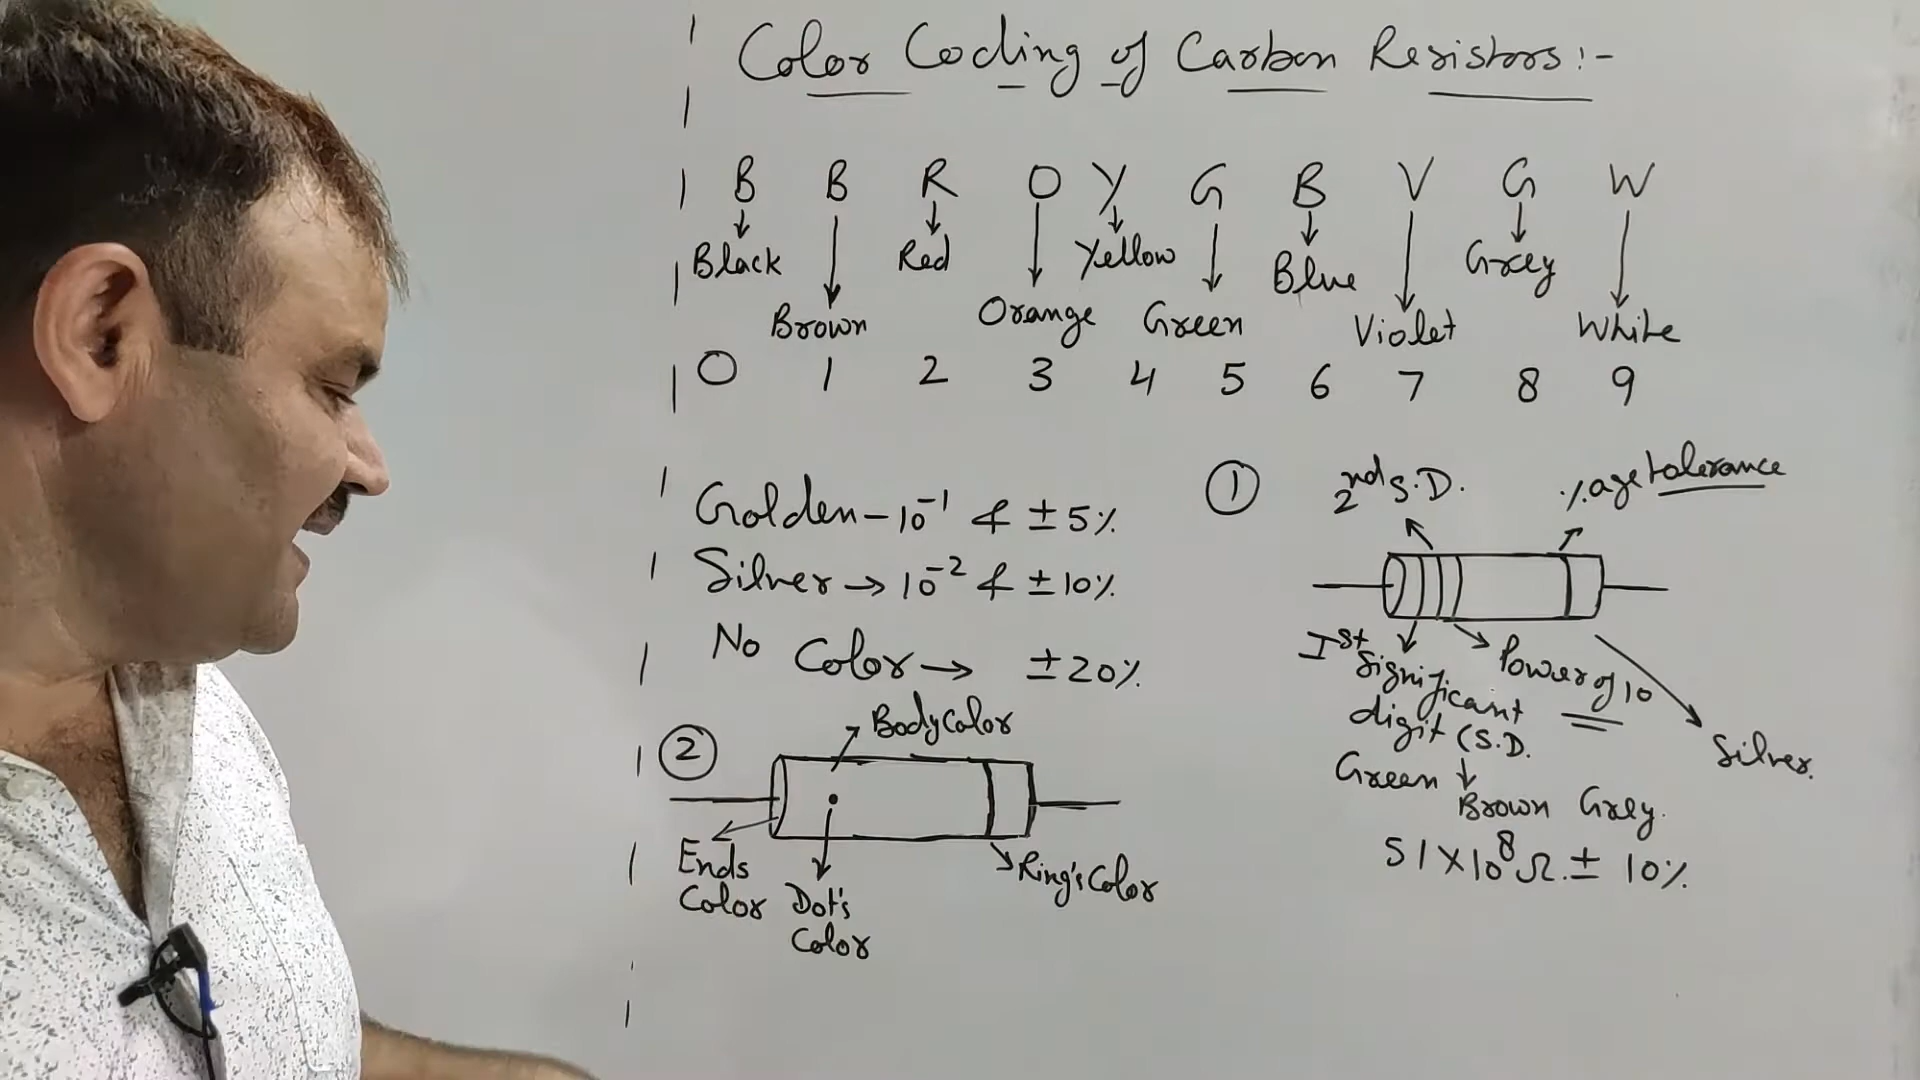 Color Coding of Carbon Resistors:-
B B R O Y G B V G W
Black Red Yellow Blue Grey
Brown Orange Green Violet White
0 1 2 3 4 5 6 7 8 9
Golden - 10⁻¹ & ± 5%
Silver → 10⁻² & ± 10%
No Color → ± 20%
① 2nd S.D. %age tolerance
Ist Significant digit (S.D.
Power of 10
Silver.
Green Brown Grey.
51 × 10⁸ Ω. ± 10%.
② Body Color
Ends Color
Dot's Color
Ring's Color